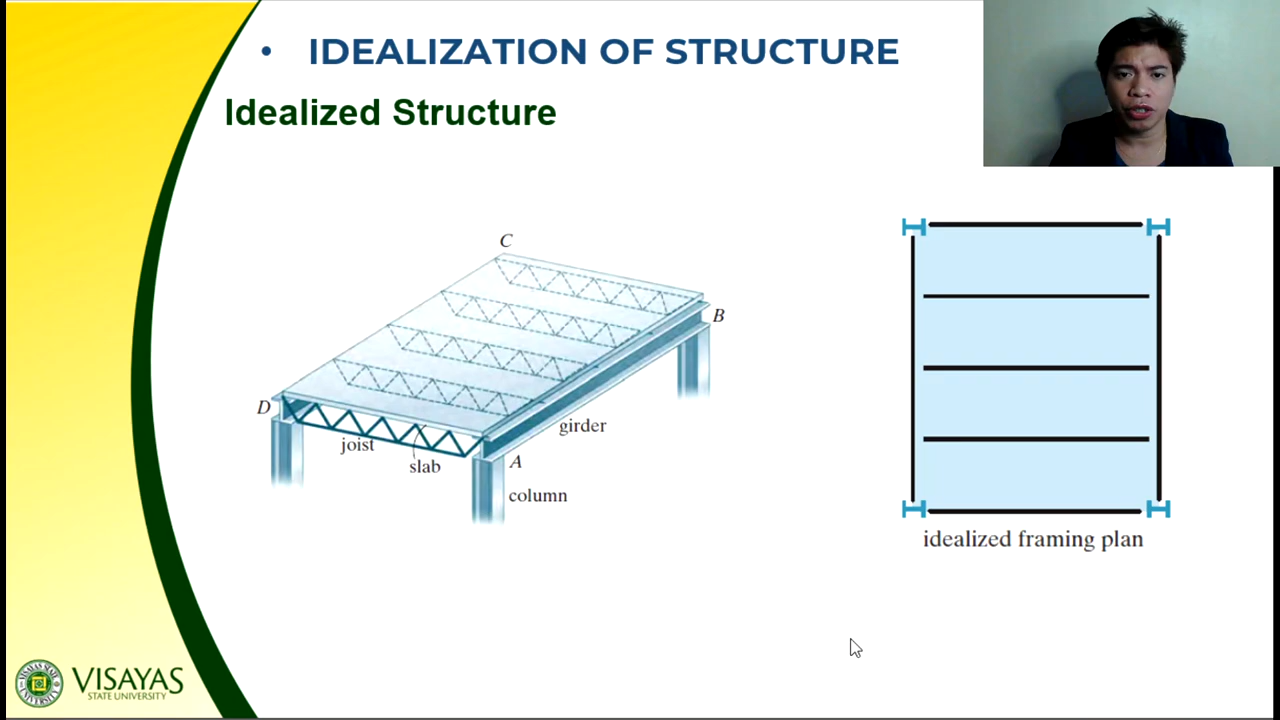 • IDEALIZATION OF STRUCTURE
Idealized Structure
C
B
D
joist
slab
girder
A
column
idealized framing plan
VISAYAS
STATE UNIVERSITY